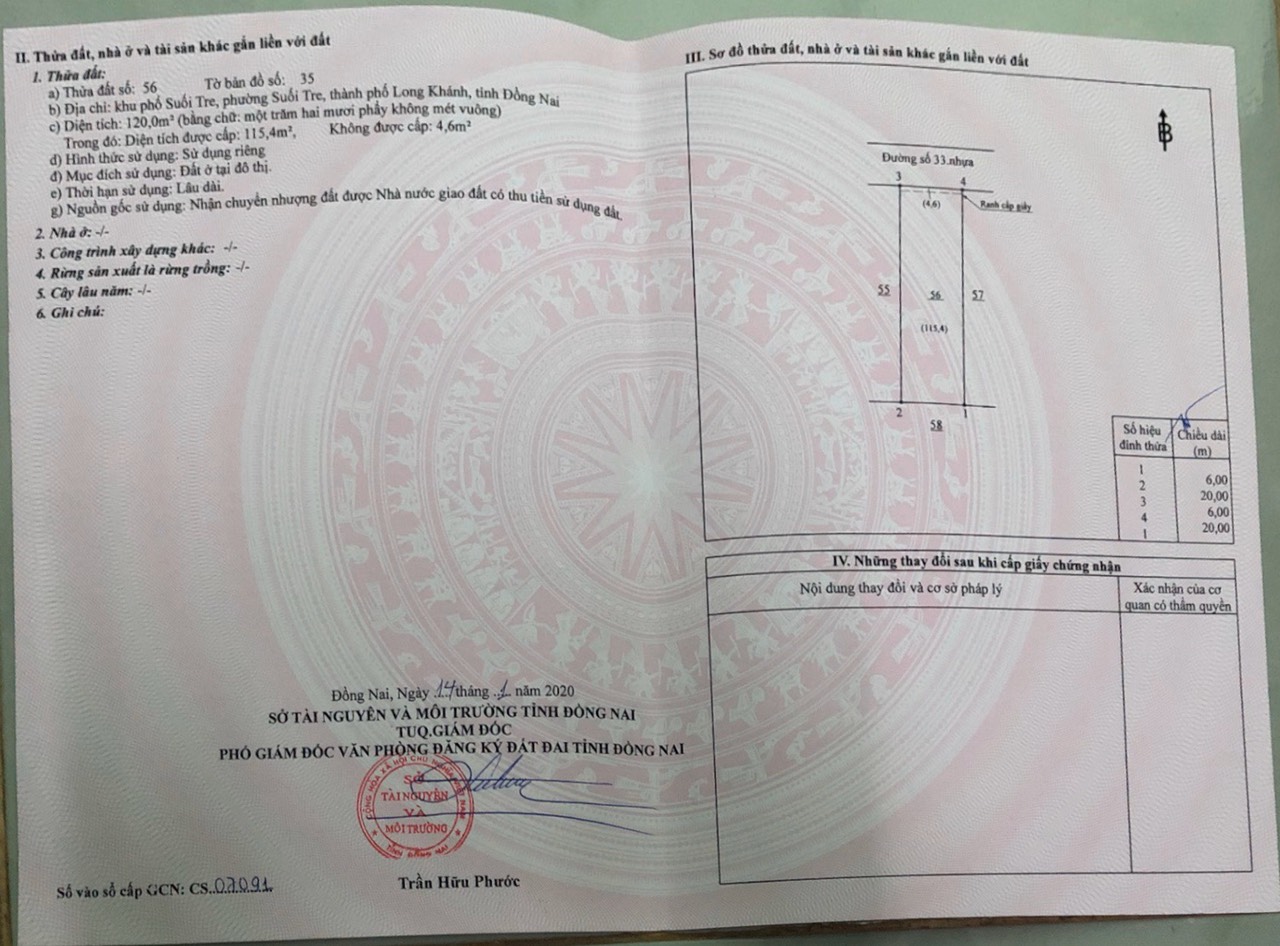 II. Thửa đất, nhà ở và tài sản khác gắn liền với đất
1. Thửa đất:
a) Thửa đất số: 56 Tờ bản đồ số: 35
b) Địa chỉ: khu phố Suối Tre, phường Suối Tre, thành phố Long Khánh, tỉnh Đồng Nai
c) Diện tích: 120,0m² (bằng chữ: một trăm hai mươi phẩy không mét vuông)
Trong đó: Diện tích được cấp: 115,4m², Không được cấp: 4,6m²
d) Hình thức sử dụng: Sử dụng riêng
đ) Mục đích sử dụng: Đất ở tại đô thị.
e) Thời hạn sử dụng: Lâu dài.
g) Nguồn gốc sử dụng: Nhận chuyển nhượng đất được Nhà nước giao đất có thu tiền sử dụng đất.
2. Nhà ở: -/-
3. Công trình xây dựng khác: -/-
4. Rừng sản xuất là rừng trồng: -/-
5. Cây lâu năm: -/-
6. Ghi chú:
Đồng Nai, Ngày 14 tháng 1 năm 2020
SỞ TÀI NGUYÊN VÀ MÔI TRƯỜNG TỈNH ĐỒNG NAI
TUQ.GIÁM ĐỐC
PHÓ GIÁM ĐỐC VĂN PHÒNG ĐĂNG KÝ ĐẤT ĐAI TỈNH ĐỒNG NAI
CỘNG HÒA XÃ HỘI CHỦ NGHĨA VIỆT NAM
SỞ
TÀI NGUYÊN
VÀ
MÔI TRƯỜNG
TỈNH ĐỒNG NAI
Trần Hữu Phước
Số vào sổ cấp GCN: CS..07091.
III. Sơ đồ thửa đất, nhà ở và tài sản khác gắn liền với đất
B
Đường số 33.nhựa
3 4
(4,6) Ranh cấp giấy
55 56 57
(115,4)
2 1
58
Số hiệu đỉnh thửa Chiều dài (m)
1
6,00
2
20,00
3
6,00
4
20,00
1
IV. Những thay đổi sau khi cấp giấy chứng nhận
Nội dung thay đổi và cơ sở pháp lý Xác nhận của cơ quan có thẩm quyền